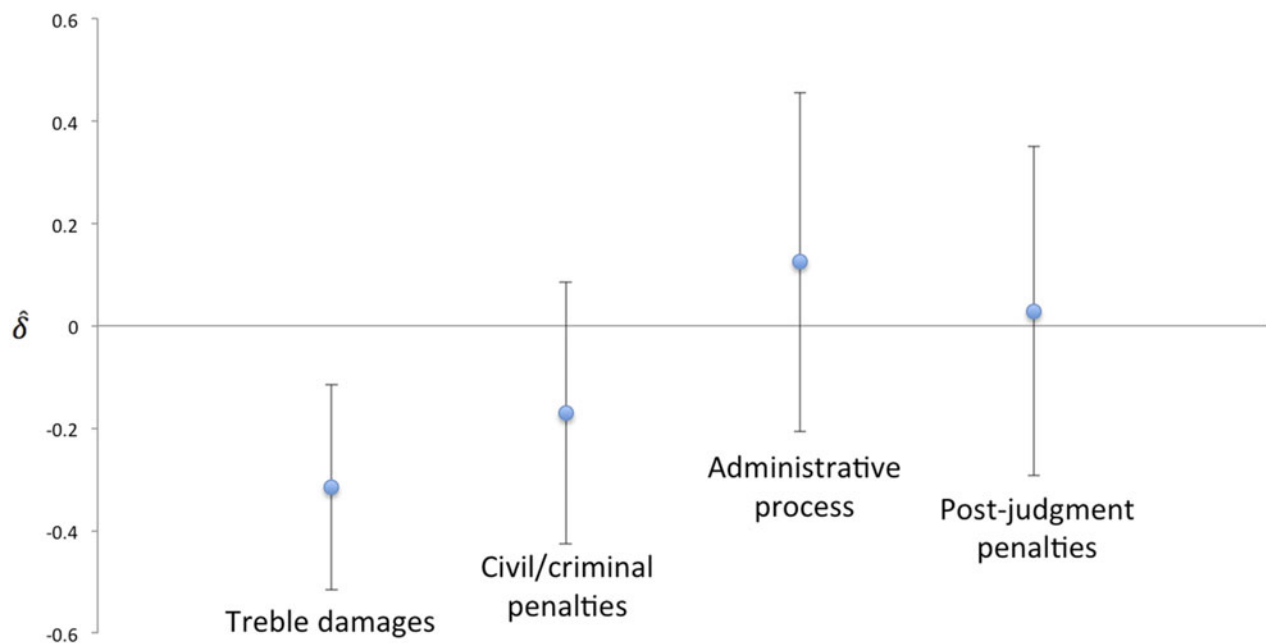 0.6
0.4
0.2
δ̂
0
-0.2
-0.4
-0.6
Treble damages
Civil/criminal
penalties
Administrative
process
Post-judgment
penalties